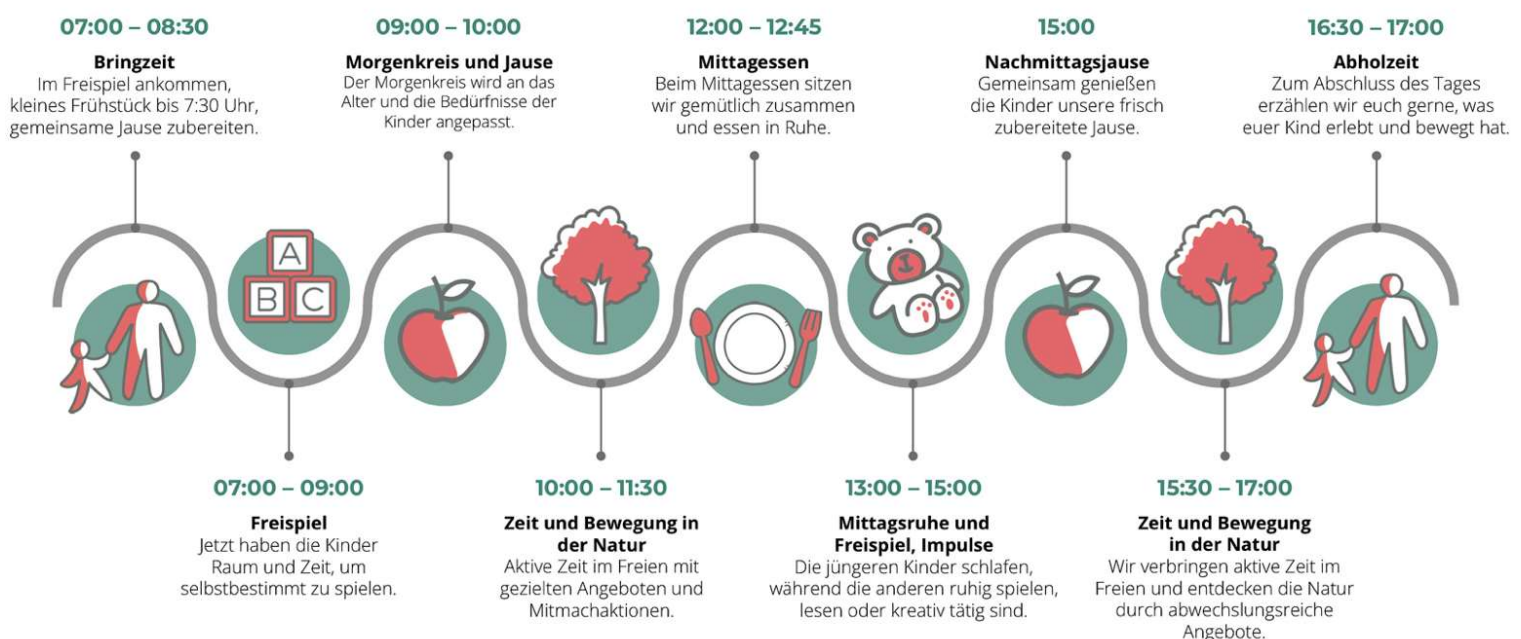 07:00 – 08:30
Bringzeit
Im Freispiel ankommen,
kleines Frühstück bis 7:30 Uhr,
gemeinsame Jause zubereiten.
09:00 – 10:00
Morgenkreis und Jause
Der Morgenkreis wird an das
Alter und die Bedürfnisse der
Kinder angepasst.
12:00 – 12:45
Mittagessen
Beim Mittagessen sitzen
wir gemütlich zusammen
und essen in Ruhe.
15:00
Nachmittagsjause
Gemeinsam genießen
die Kinder unsere frisch
zubereitete Jause.
16:30 – 17:00
Abholzeit
Zum Abschluss des Tages
erzählen wir euch gerne, was
euer Kind erlebt und bewegt hat.
A
B C
07:00 – 09:00
Freispiel
Jetzt haben die Kinder
Raum und Zeit, um
selbstbestimmt zu spielen.
10:00 – 11:30
Zeit und Bewegung in
der Natur
Aktive Zeit im Freien mit
gezielten Angeboten und
Mitmachaktionen.
13:00 – 15:00
Mittagsruhe und
Freispiel, Impulse
Die jüngeren Kinder schlafen,
während die anderen ruhig spielen,
lesen oder kreativ tätig sind.
15:30 – 17:00
Zeit und Bewegung
in der Natur
Wir verbringen aktive Zeit im
Freien und entdecken die Natur
durch abwechslungsreiche
Angebote.